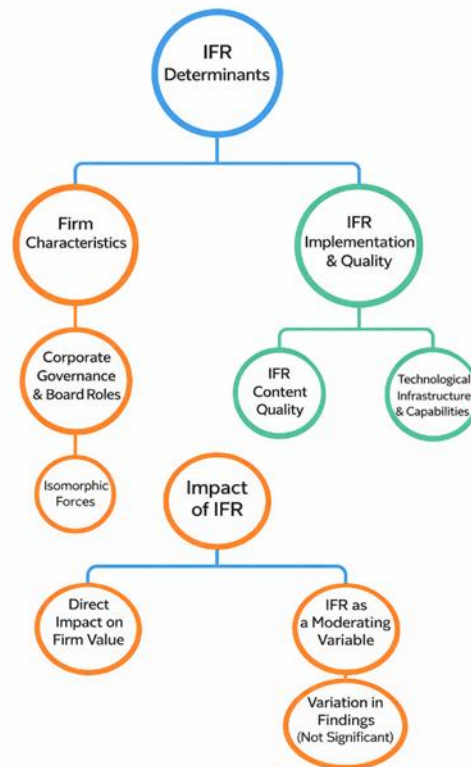 IFR
Determinants
Firm
Characteristics
IFR
Implementation
& Quality
Corporate
Governance
& Board Roles
IFR
Content
Quality
Technological
Infrastructure
& Capabilities
Isomorphic
Forces
Impact
of IFR
Direct
Impact on
Firm Value
IFR as
a Moderating
Variable
Variation in
Findings
(Not Significant)